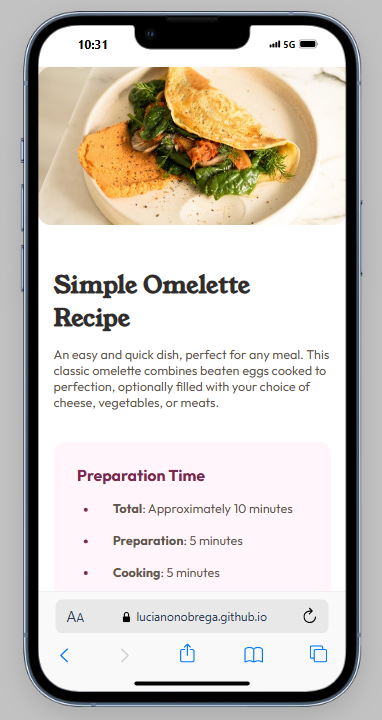 10:31
5G
Simple Omelette
Recipe
An easy and quick dish, perfect for any meal. This
classic omelette combines beaten eggs cooked to
perfection, optionally filled with your choice of
cheese, vegetables, or meats.
Preparation Time
• Total: Approximately 10 minutes
• Preparation: 5 minutes
• Cooking: 5 minutes
AA
lucianonobrega.github.io